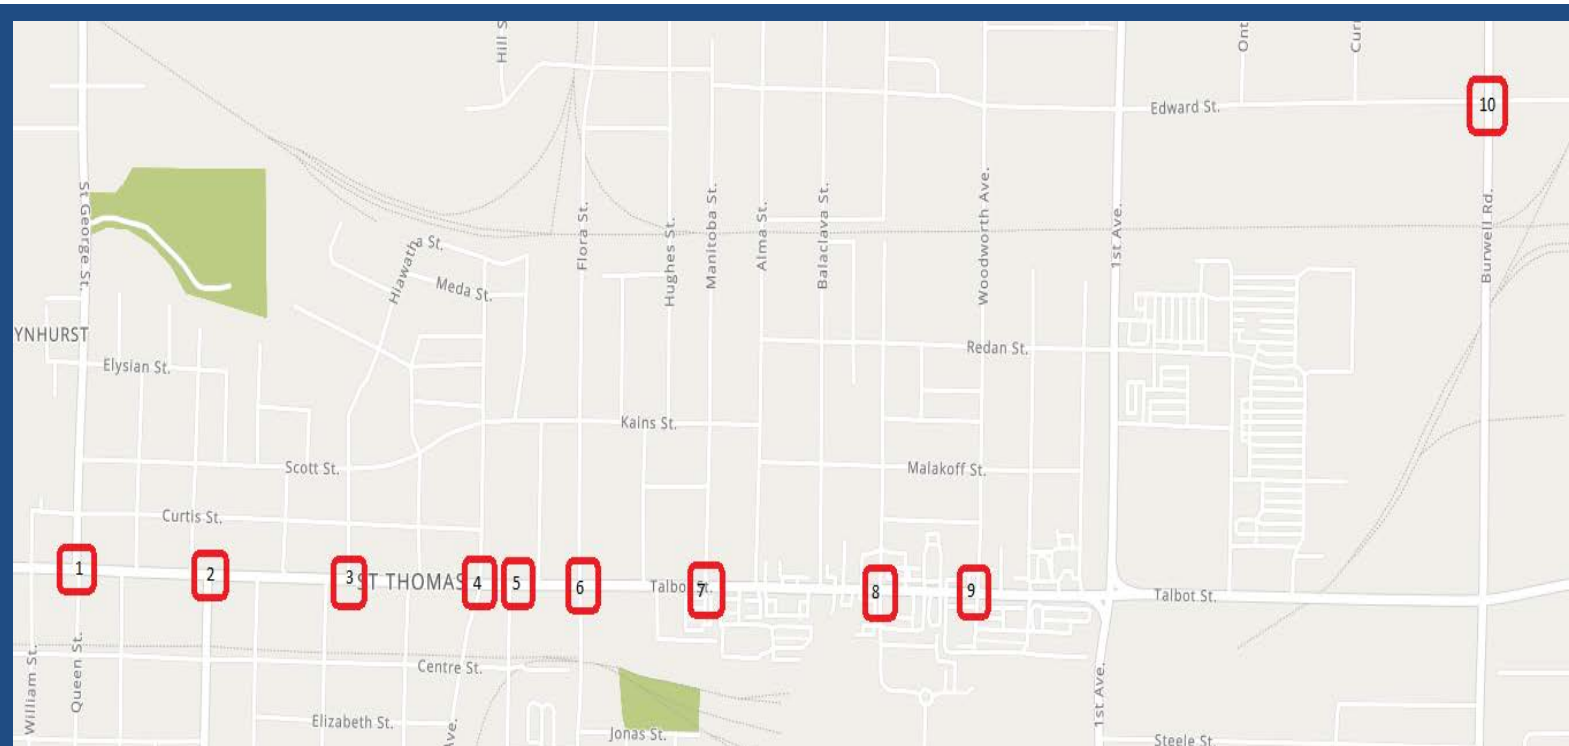 Hill S
Ont
Cur
Edward St.
10
St George St.
Hiawatha St.
Meda St.
Flora St.
Hughes St.
Manitoba St.
Alma St.
Balaclava St.
Woodworth Ave.
1st Ave.
Burwell Rd.
YNHURST
Elysian St.
Redan St.
Kains St.
Scott St.
Malakoff St.
Curtis St.
1
2
3
ST THOMAS
4
5
6
Talbot St.
7
8
9
Talbot St.
William St.
Queen St.
Centre St.
Elizabeth St.
Ave.
Jonas St.
1st Ave.
Steele St.